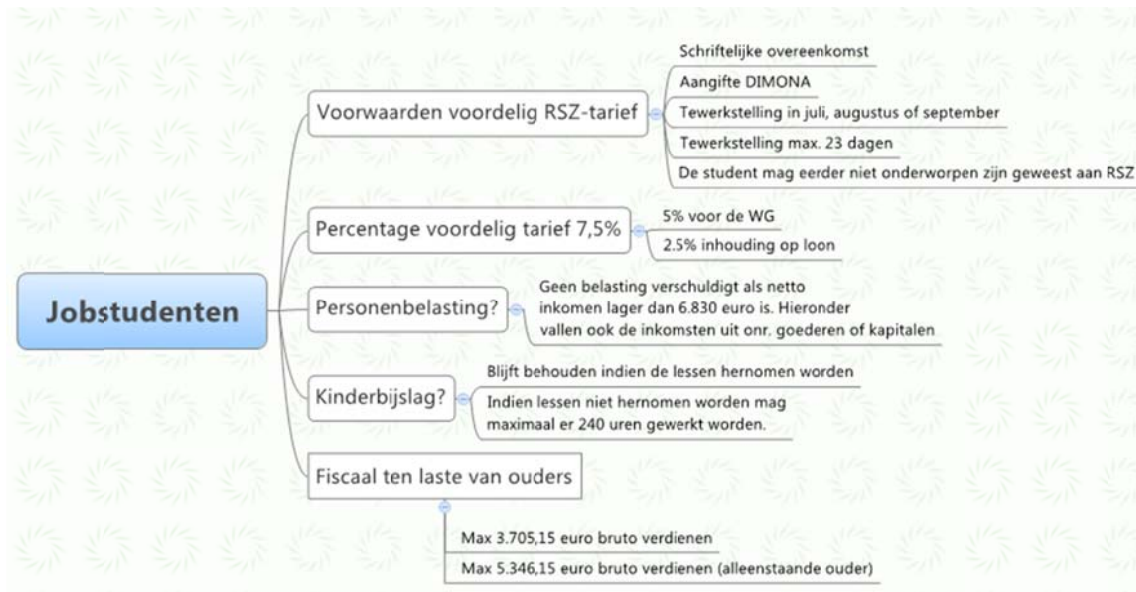 Jobstudenten
Voorwaarden voordelig RSZ-tarief
Schriftelijke overeenkomst
Aangifte DIMONA
Tewerkstelling in juli, augustus of september
Tewerkstelling max. 23 dagen
De student mag eerder niet onderworpen zijn geweest aan RSZ
Percentage voordelig tarief 7,5%
5% voor de WG
2.5% inhouding op loon
Personenbelasting?
Geen belasting verschuldigt als netto
inkomen lager dan 6.830 euro is. Hieronder
vallen ook de inkomsten uit onr. goederen of kapitalen
Kinderbijslag?
Blijft behouden indien de lessen hernomen worden
Indien lessen niet hernomen worden mag
maximaal er 240 uren gewerkt worden.
Fiscaal ten laste van ouders
Max 3.705,15 euro bruto verdienen
Max 5.346,15 euro bruto verdienen (alleenstaande ouder)